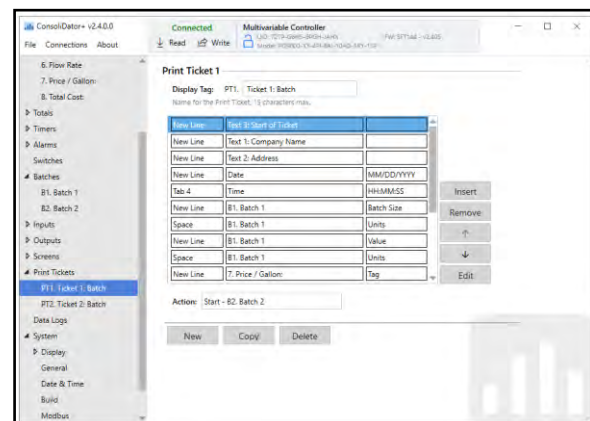 ConsoliDator+ v2.4.0.0
File Connections About
Connected
Read Write
Multivariable Controller
6. Flow Rate
7. Price / Gallon:
8. Total Cost:
Totals
Timers
Alarms
Switches
Batches
B1. Batch 1
B2. Batch 2
Inputs
Outputs
Screens
Print Tickets
PT1. Ticket 1: Batch
PT2. Ticket 2: Batch
Data Logs
System
Display
General
Date & Time
Build
Modbus
Print Ticket 1
Display Tag: PT1. Ticket 1: Batch
Name for the Print Ticket, 13 characters max.
New Line Text 3: Start of Ticket
New Line Text 1: Company Name
New Line Text 2: Address
New Line Date MM/DD/YYYY
Tab 4 Time HH:MM:SS
New Line B1. Batch 1 Batch Size
Space B1. Batch 1 Units
New Line B1. Batch 1 Value
Space B1. Batch 1 Units
New Line 7. Price / Gallon: Tag
Insert
Remove
↑
↓
Edit
Action: Start - B2. Batch 2
New Copy Delete